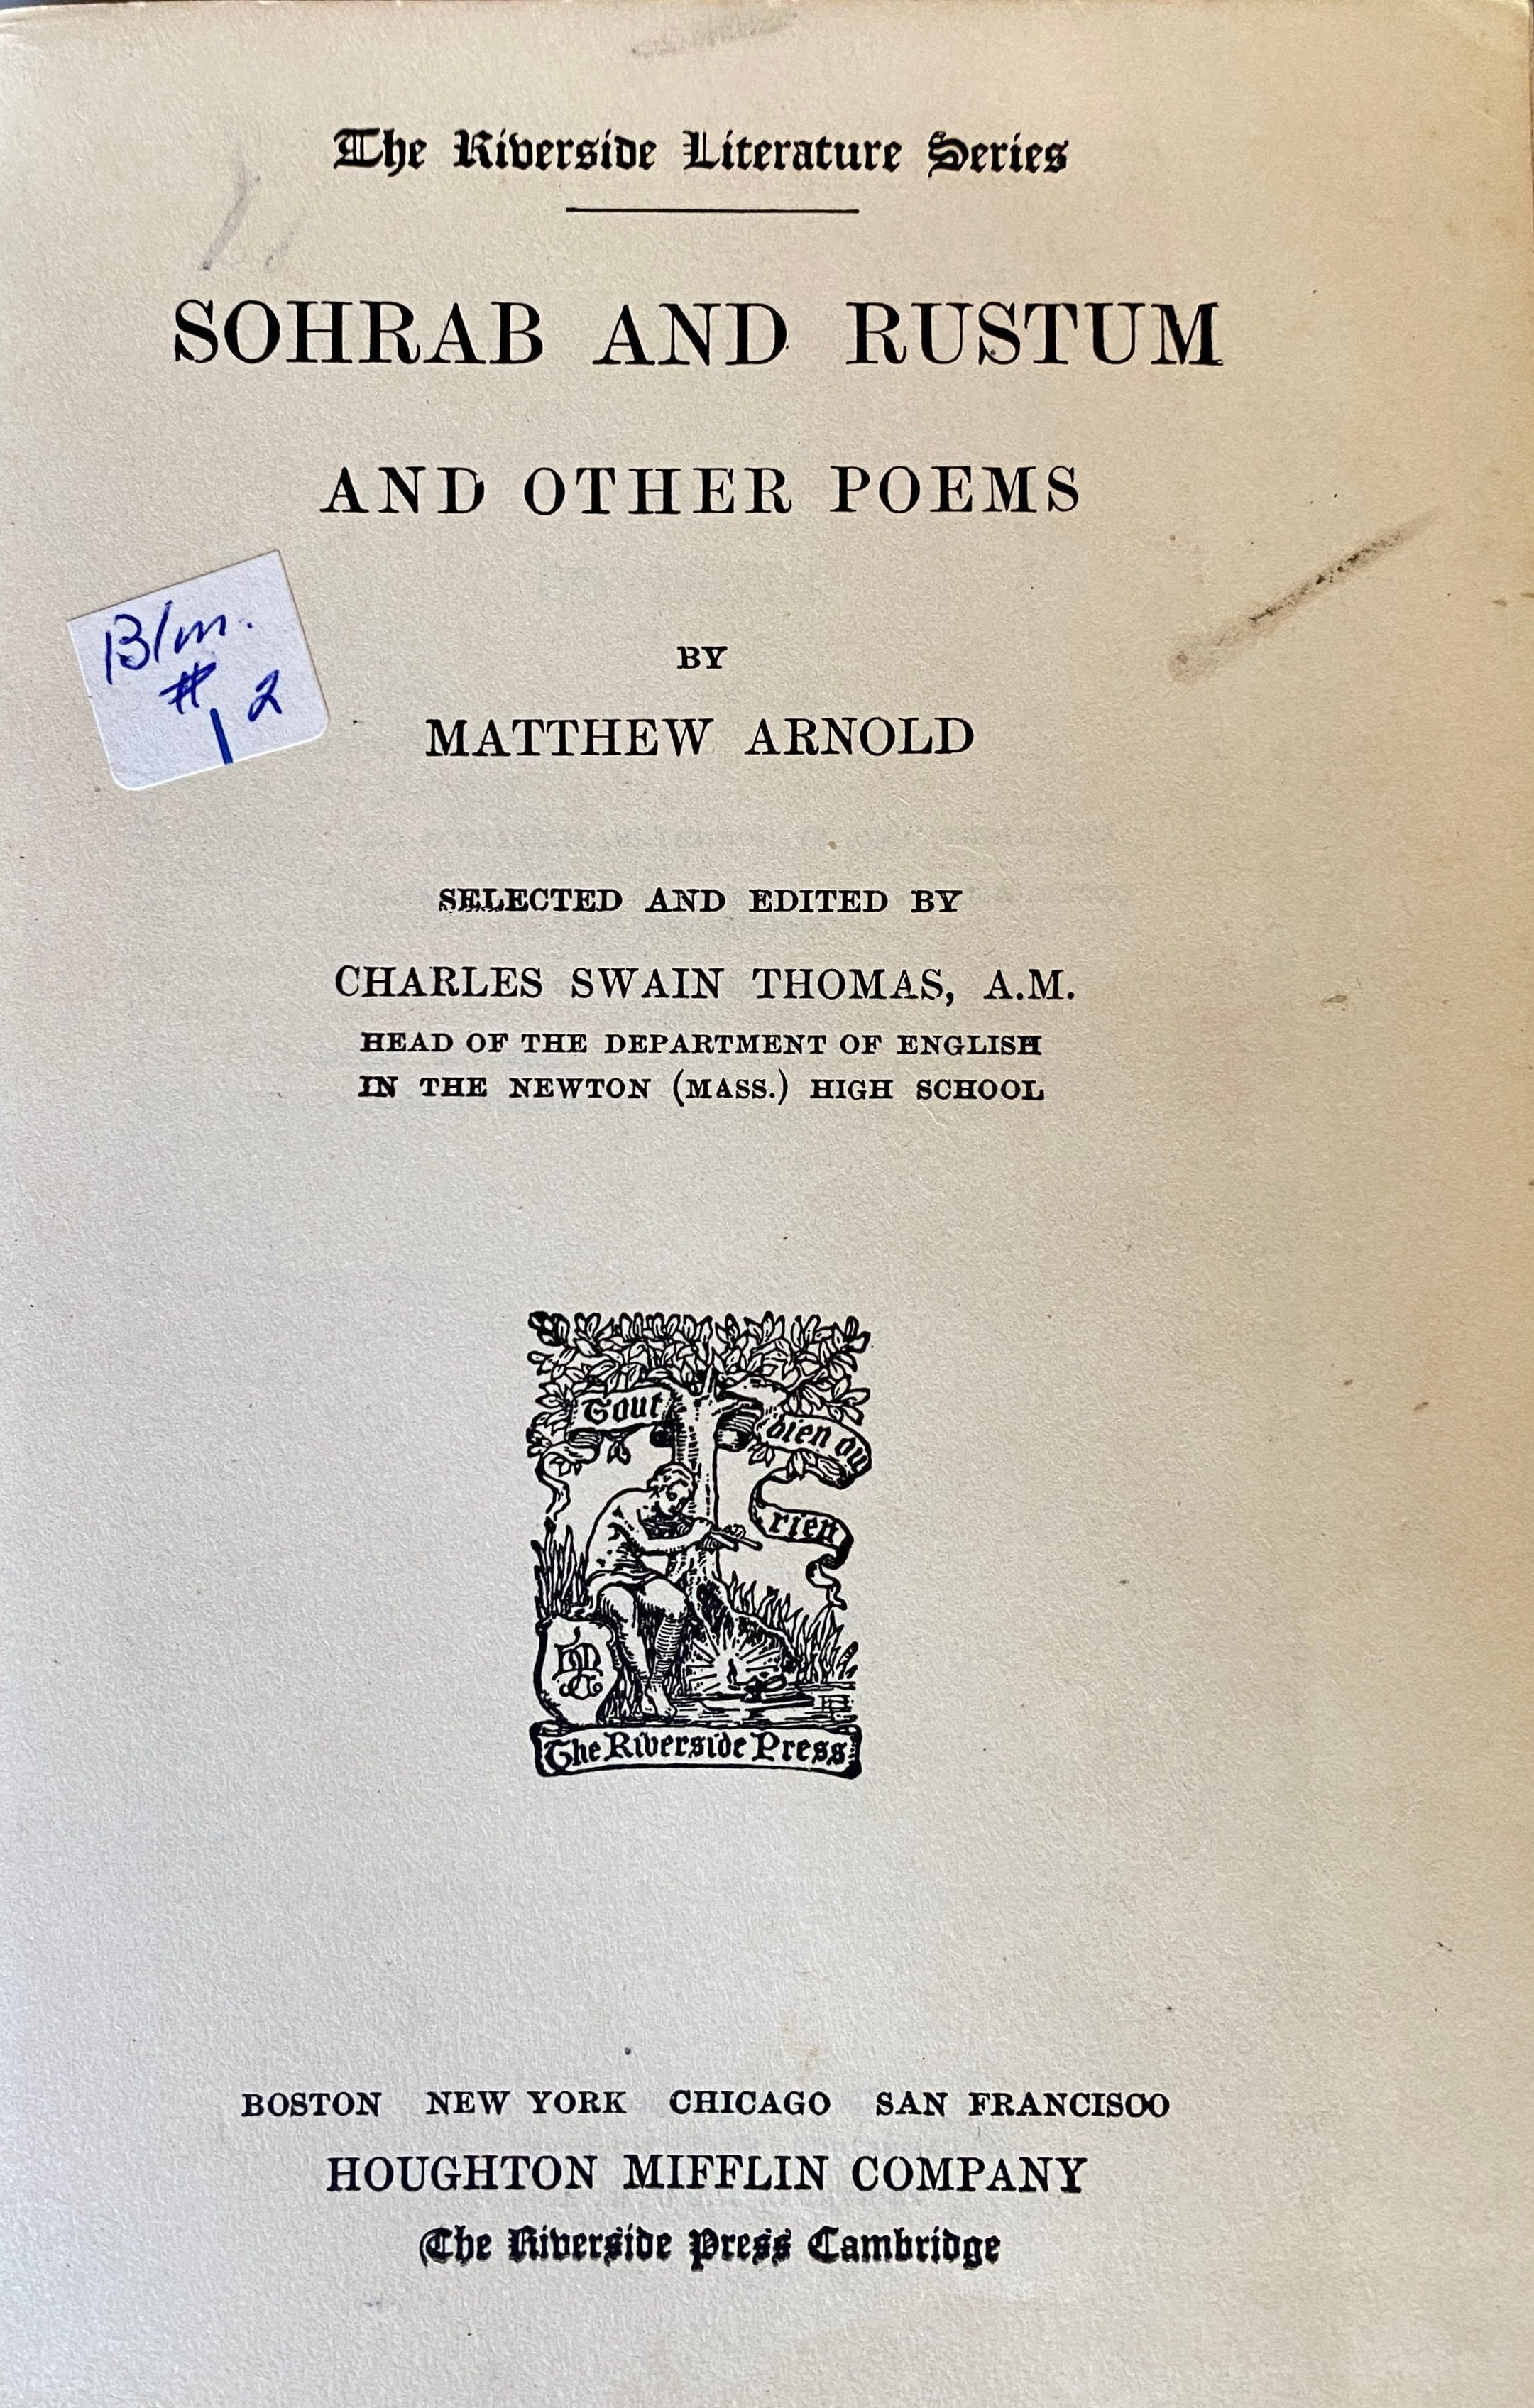 The Riverside Literature Series
SOHRAB AND RUSTUM
AND OTHER POEMS
B/m.
# 12
BY
MATTHEW ARNOLD
SELECTED AND EDITED BY
CHARLES SWAIN THOMAS, A.M.
HEAD OF THE DEPARTMENT OF ENGLISH
IN THE NEWTON (MASS.) HIGH SCHOOL
Tout
bien ou
rien
The Riverside Press
BOSTON NEW YORK CHICAGO SAN FRANCISCO
HOUGHTON MIFFLIN COMPANY
The Riverside Press Cambridge